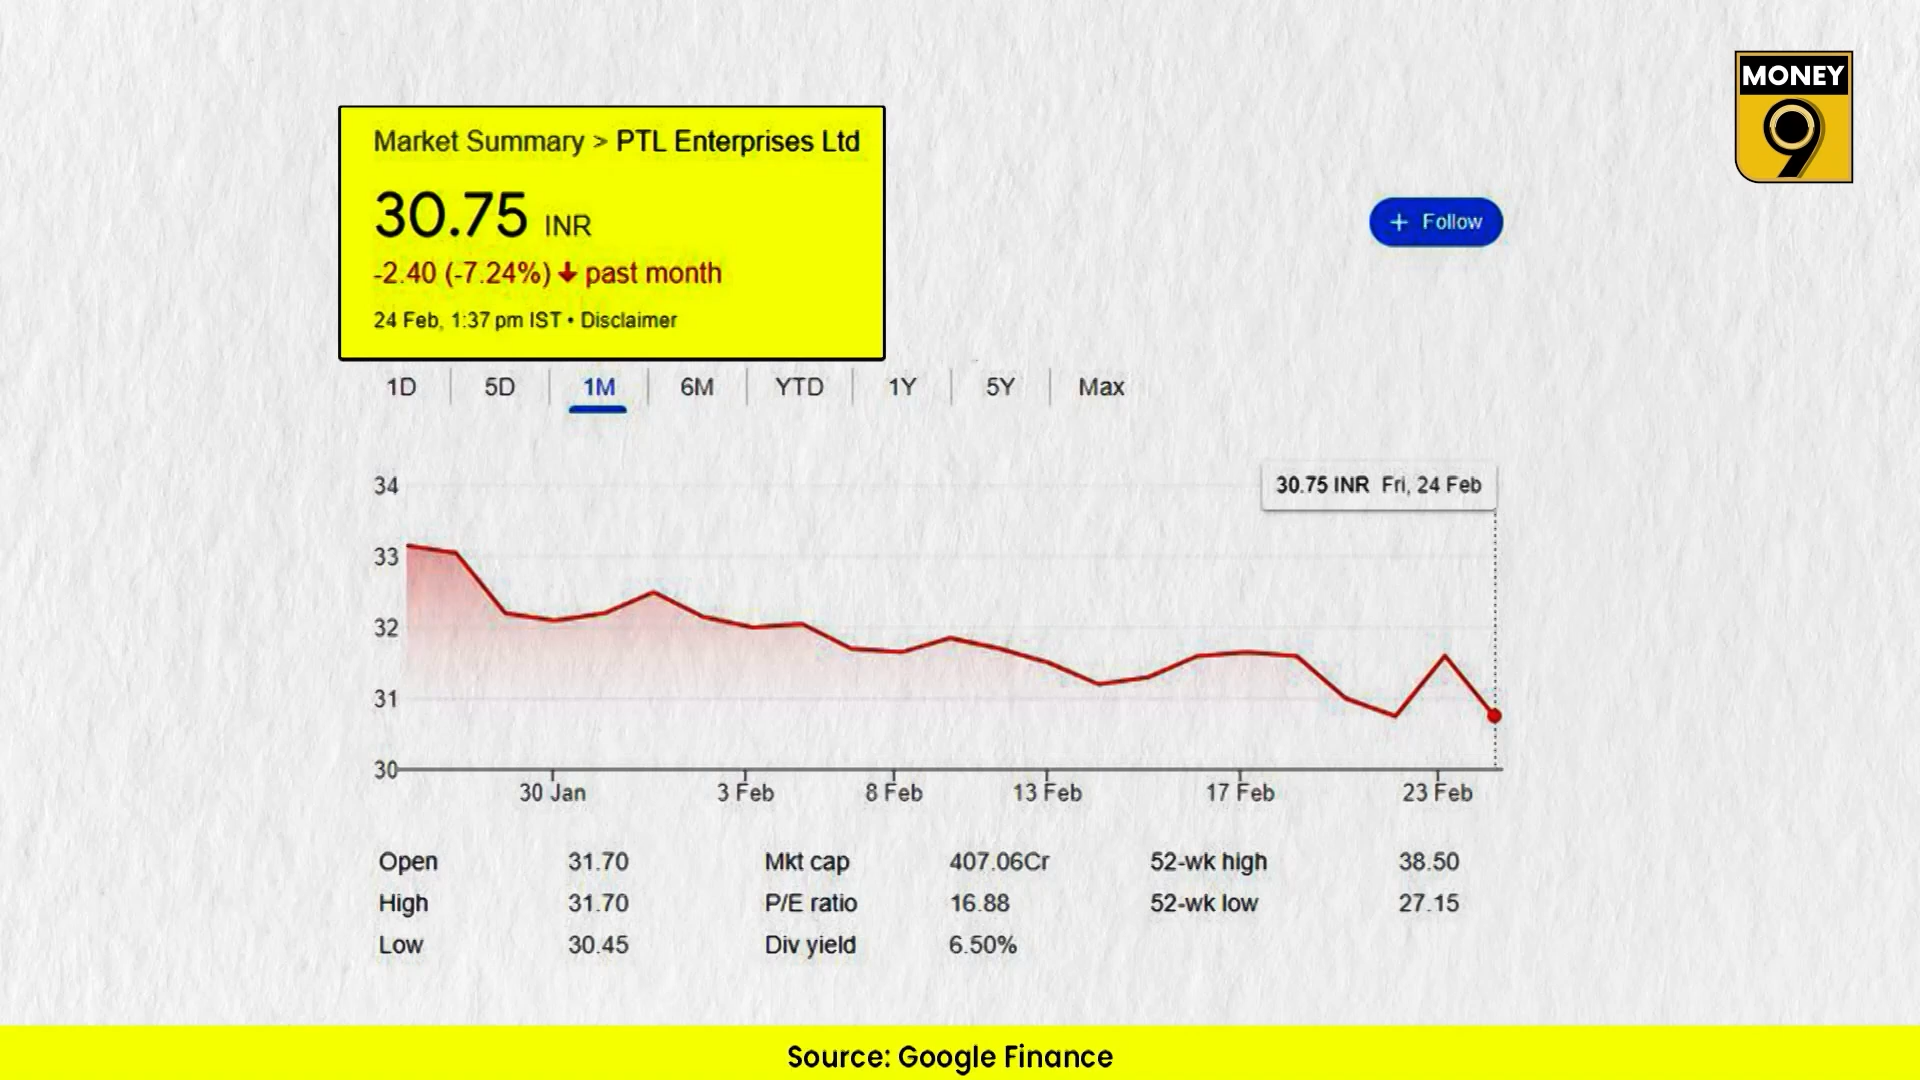 MONEY
9
Market Summary > PTL Enterprises Ltd
30.75 INR
+ Follow
-2.40 (-7.24%) ↓ past month
24 Feb, 1:37 pm IST • Disclaimer
1D 5D 1M 6M YTD 1Y 5Y Max
30.75 INR Fri, 24 Feb
34
33
32
31
30
30 Jan 3 Feb 8 Feb 13 Feb 17 Feb 23 Feb
Open 31.70 Mkt cap 407.06Cr 52-wk high 38.50
High 31.70 P/E ratio 16.88 52-wk low 27.15
Low 30.45 Div yield 6.50%
Source: Google Finance